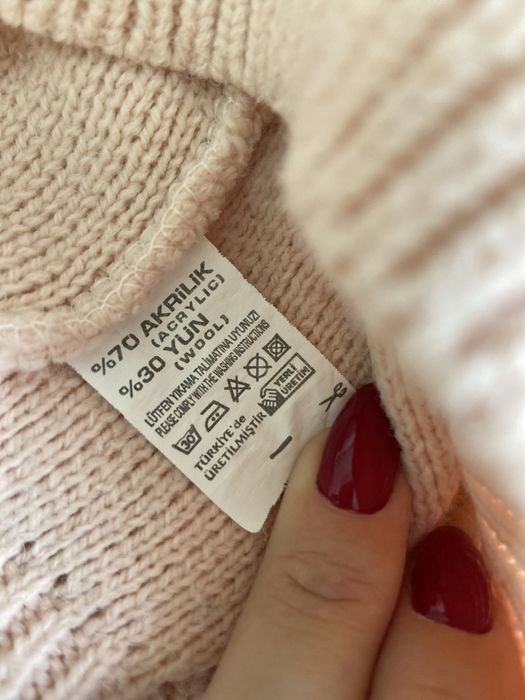 %70 AKRİLİK
(ACRYLIC)
%30 YÜN
(WOOL)
LÜTFEN YIKAMA TALİMATINA UYUNUZ!
PLEASE COMPLY WITH THE WASHING INSTRUCTIONS
30°
TÜRKİYE'de
ÜRETİLMİŞTİR
YERLİ
ÜRETİM